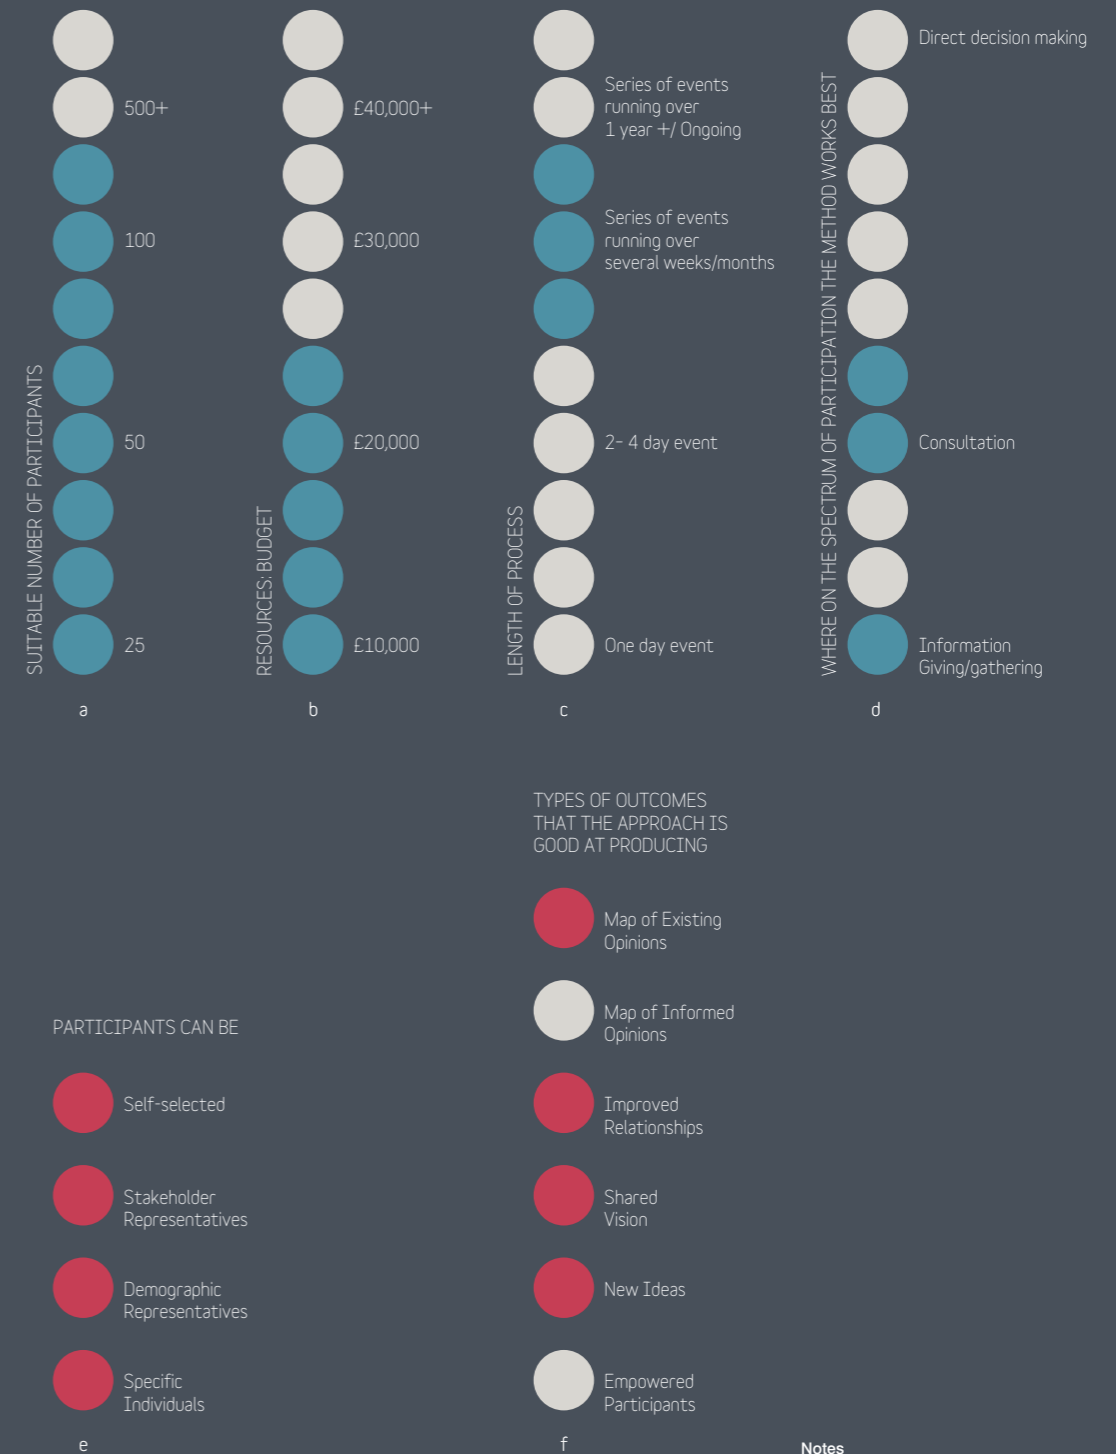 SUITABLE NUMBER OF PARTICIPANTS
500+
100
50
25
a
RESOURCES: BUDGET
£40,000+
£30,000
£20,000
£10,000
b
LENGTH OF PROCESS
Series of events
running over
1 year +/ Ongoing
Series of events
running over
several weeks/months
2- 4 day event
One day event
c
WHERE ON THE SPECTRUM OF PARTICIPATION THE METHOD WORKS BEST
Direct decision making
Consultation
Information
Giving/gathering
d
PARTICIPANTS CAN BE
Self-selected
Stakeholder
Representatives
Demographic
Representatives
Specific
Individuals
e
TYPES OF OUTCOMES
THAT THE APPROACH IS
GOOD AT PRODUCING
Map of Existing
Opinions
Map of Informed
Opinions
Improved
Relationships
Shared
Vision
New Ideas
Empowered
Participants
f
Notes